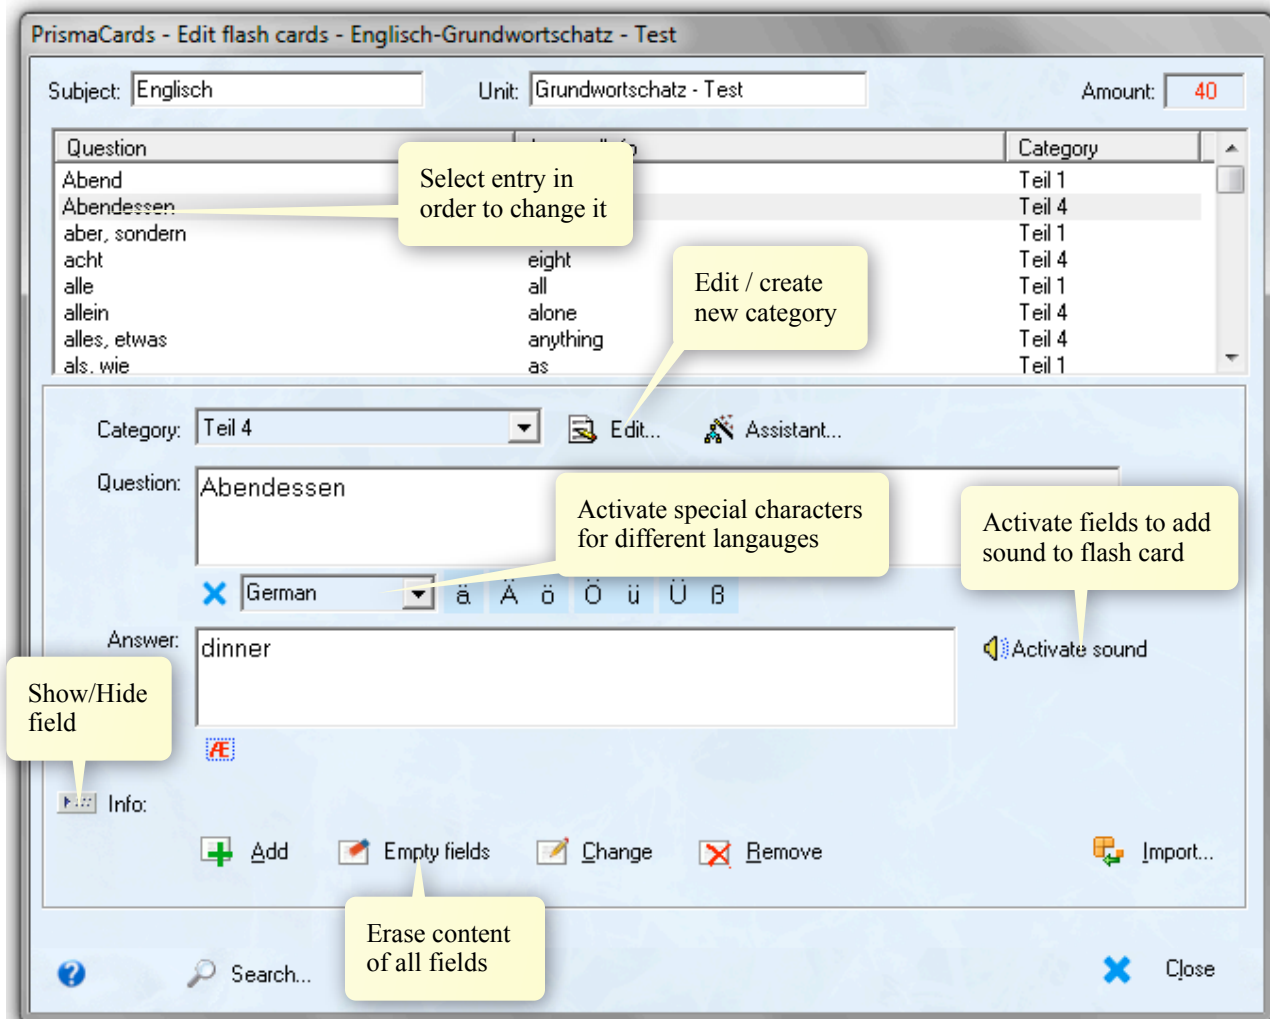 PrismaCards - Edit flash cards - Englisch-Grundwortschatz - Test
Subject: Englisch Unit: Grundwortschatz - Test Amount: 40
Question Category
Abend Teil 1
Abendessen Teil 4
aber, sondern Teil 1
acht eight Teil 4
alle all Teil 1
allein alone Teil 4
alles, etwas anything Teil 4
als, wie as Teil 1
Select entry in
order to change it
Edit / create
new category
Category: Teil 4 Edit... Assistant...
Question: Abendessen
Activate special characters
for different langauges
Activate fields to add
sound to flash card
German ä Ä ö Ö ü Ü ß
Answer: dinner Activate sound
Show/Hide
field
Æ
Info:
Add Empty fields Change Remove Import...
Erase content
of all fields
? Search... Close